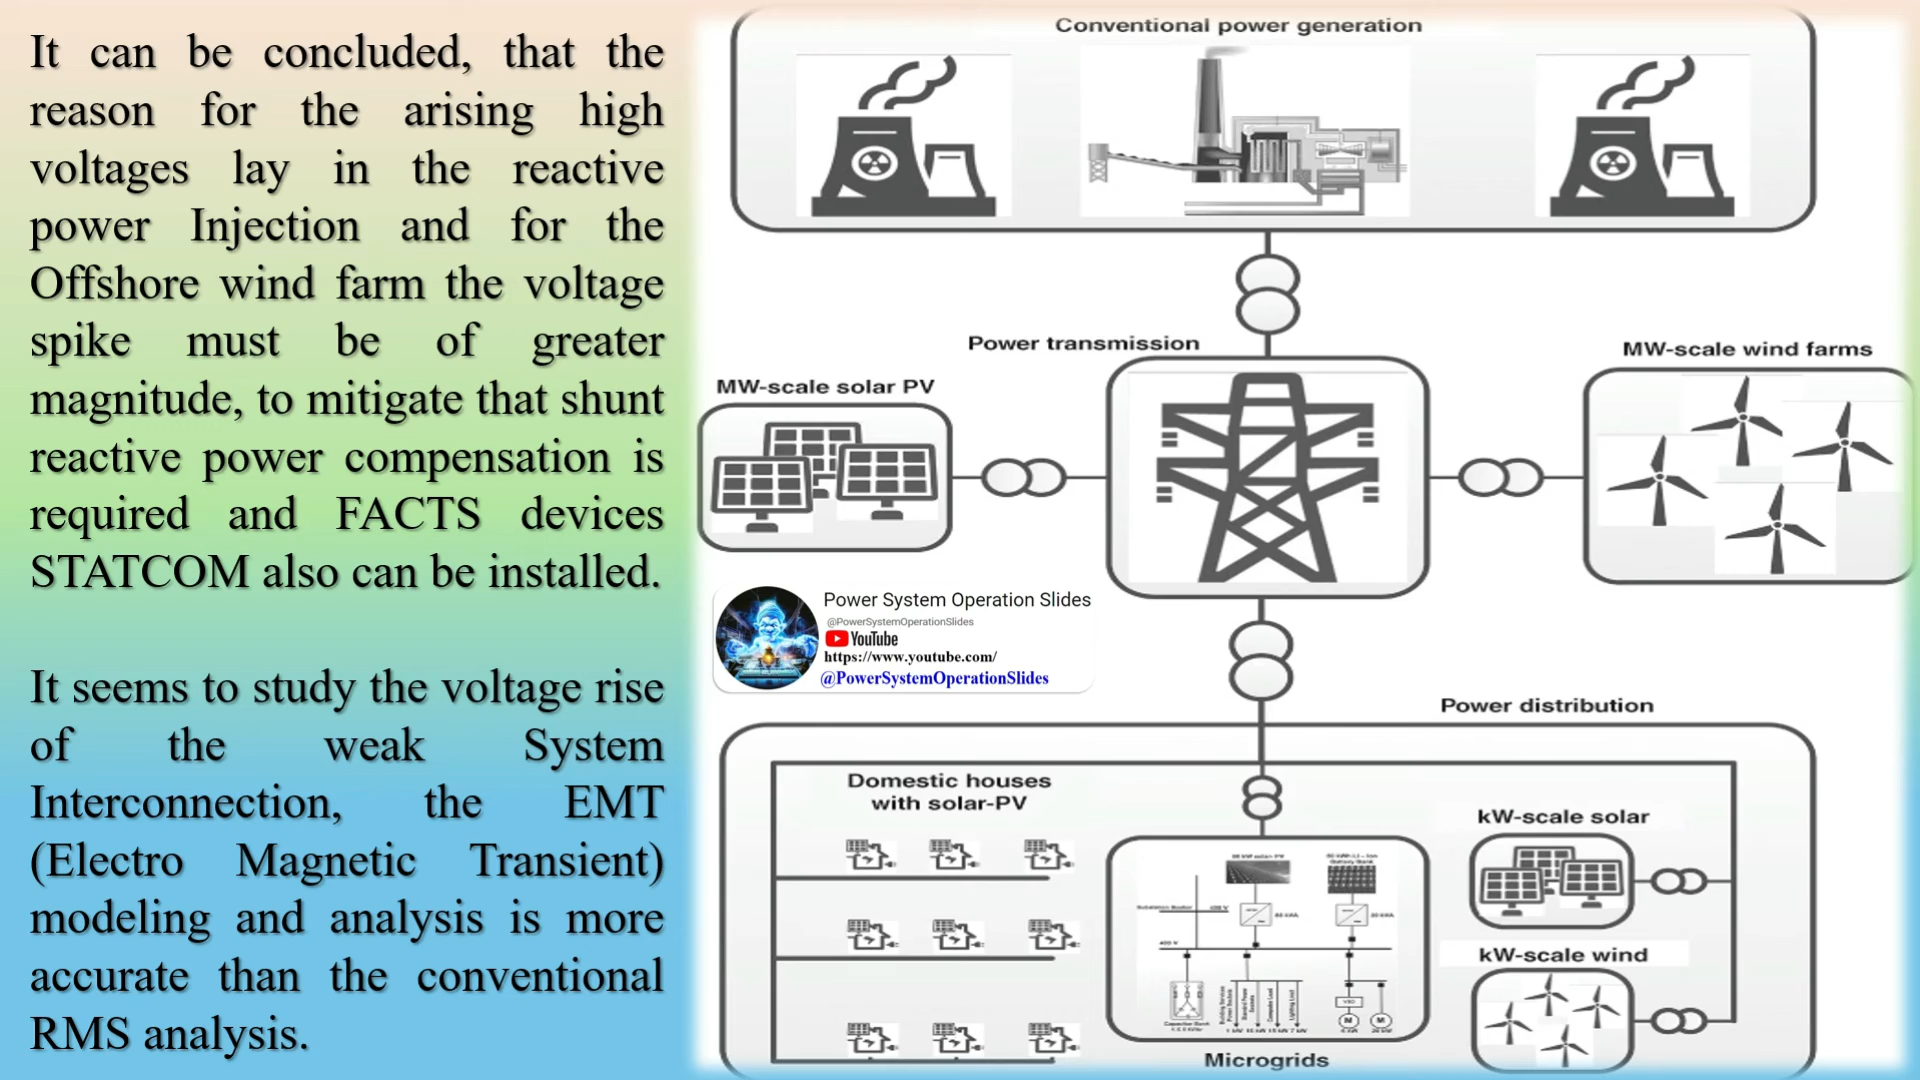 It can be concluded, that the
reason for the arising high
voltages lay in the reactive
power Injection and for the
Offshore wind farm the voltage
spike must be of greater
magnitude, to mitigate that shunt
reactive power compensation is
required and FACTS devices
STATCOM also can be installed.
It seems to study the voltage rise
of the weak System
Interconnection, the EMT
(Electro Magnetic Transient)
modeling and analysis is more
accurate than the conventional
RMS analysis.
Conventional power generation
Power transmission
MW-scale wind farms
MW-scale solar PV
Power System Operation Slides
@PowerSystemOperationSlides
YouTube
https://www.youtube.com/
@PowerSystemOperationSlides
Power distribution
Domestic houses
with solar-PV
kW-scale solar
kW-scale wind
400 V
400 V
Capacitor Bank
VSD
M
M
Microgrids